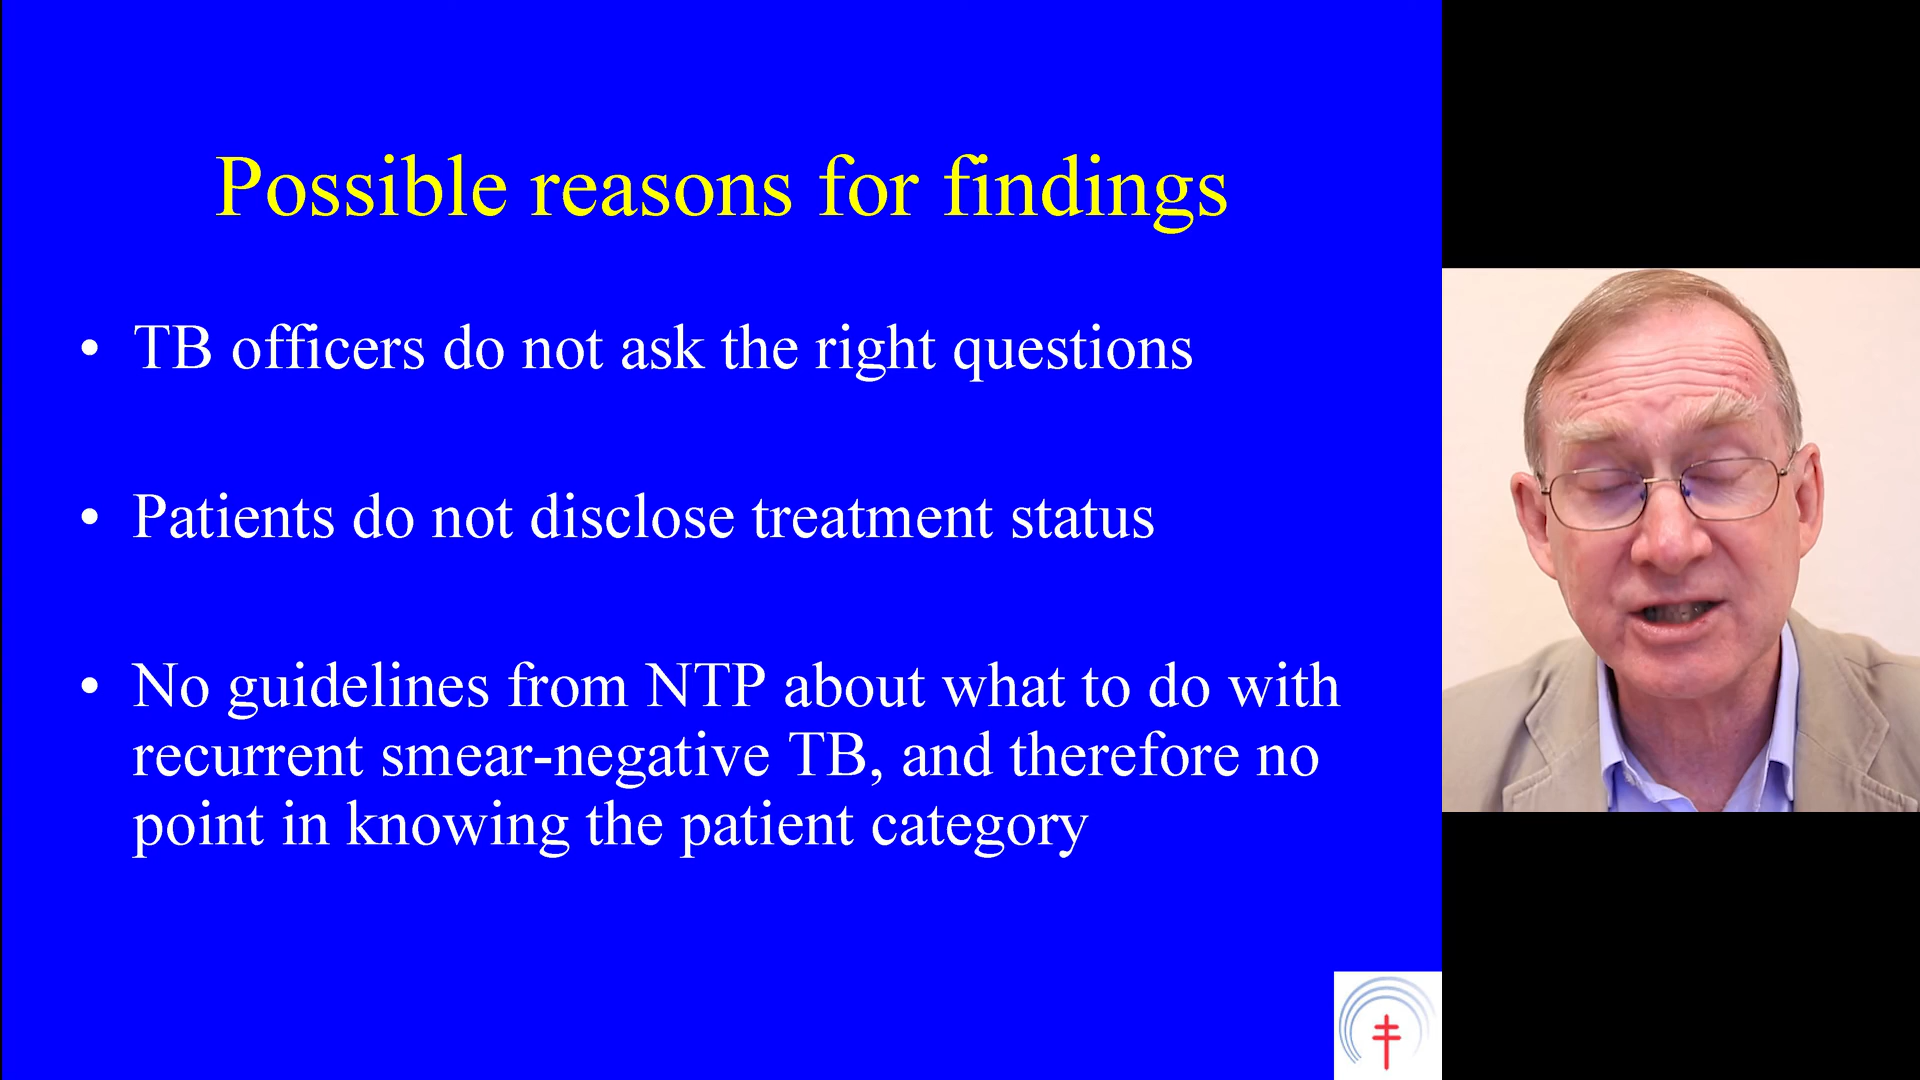 Possible reasons for findings
• TB officers do not ask the right questions
• Patients do not disclose treatment status
• No guidelines from NTP about what to do with
recurrent smear-negative TB, and therefore no
point in knowing the patient category